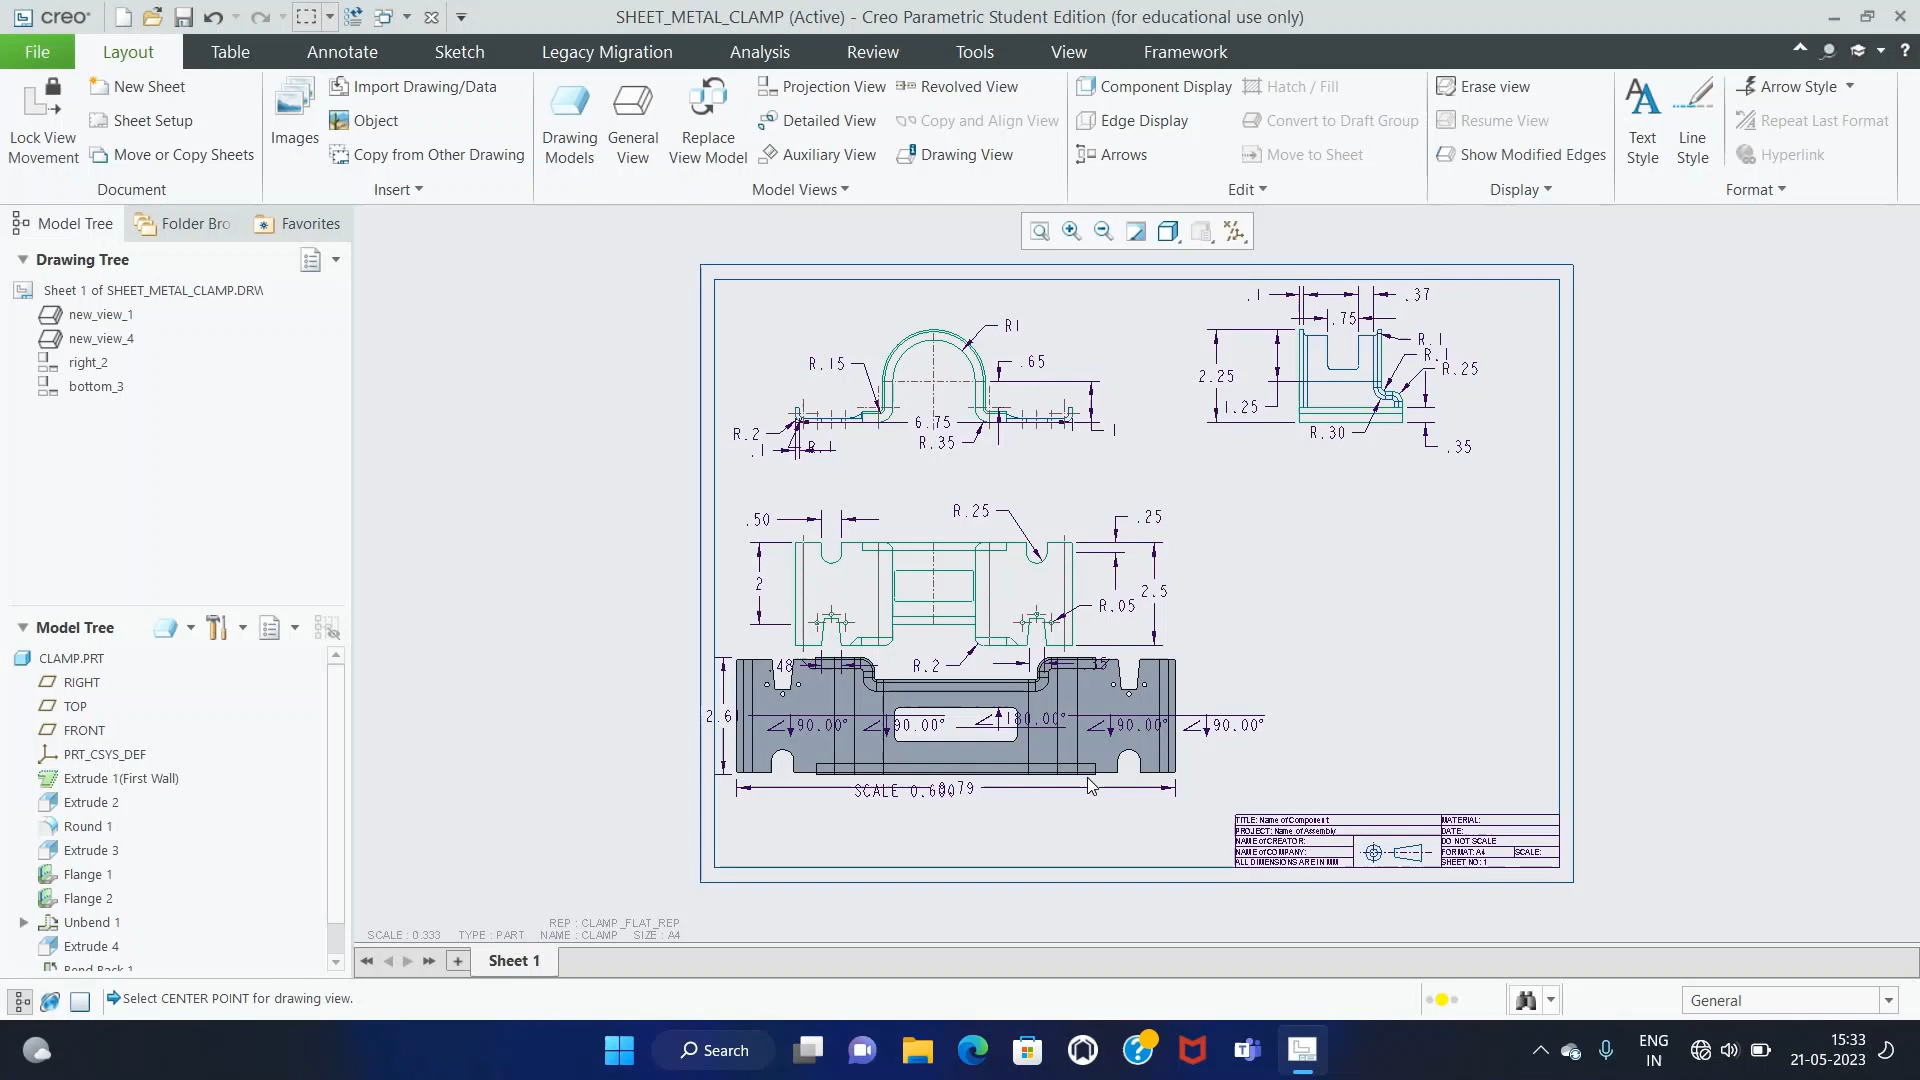 creo
SHEET_METAL_CLAMP (Active) - Creo Parametric Student Edition (for educational use only)
File
Layout
Table
Annotate
Sketch
Legacy Migration
Analysis
Review
Tools
View
Framework
?
Lock View
Movement
New Sheet
Sheet Setup
Move or Copy Sheets
Document
Images
Import Drawing/Data
Object
Copy from Other Drawing
Insert
Drawing
Models
General
View
Replace
View Model
Projection View
Detailed View
Auxiliary View
Revolved View
Copy and Align View
Drawing View
Model Views
Component Display
Edge Display
Arrows
Hatch / Fill
Convert to Draft Group
Move to Sheet
Edit
Erase view
Resume View
Show Modified Edges
Display
Text
Style
Line
Style
Arrow Style
Repeat Last Format
Hyperlink
Format
Model Tree
Folder Bro
Favorites
Drawing Tree
Sheet 1 of SHEET_METAL_CLAMP.DRW
new_view_1
new_view_4
right_2
bottom_3
Model Tree
CLAMP.PRT
RIGHT
TOP
FRONT
PRT_CSYS_DEF
Extrude 1(First Wall)
Extrude 2
Round 1
Extrude 3
Flange 1
Flange 2
Unbend 1
Extrude 4
Bend Back 1
R1
R.15
.65
6.75
R.2
R.35
.1
R.1
1
.1
.37
.75
R.1
R.1
R.25
2.25
1.25
R.30
.35
.50
R.25
.25
2
2.5
R.05
.48
R.2
.35
90.00°
90.00°
180.00°
90.00°
90.00°
SCALE 0.600
TITLE: Name of Component
MATERIAL:
PROJECT: Name of Assembly
DATE:
NAME of CREATOR:
DO NOT SCALE
NAME of COMPANY:
FORMAT: A4
SCALE:
ALL DIMENSIONS ARE IN MM
SHEET NO: 1
REP : CLAMP_FLAT_REP
SCALE : 0.333 TYPE : PART NAME : CLAMP SIZE : A4
Sheet 1
Select CENTER POINT for drawing view.
General
Search
ENG
IN
15:33
21-05-2023